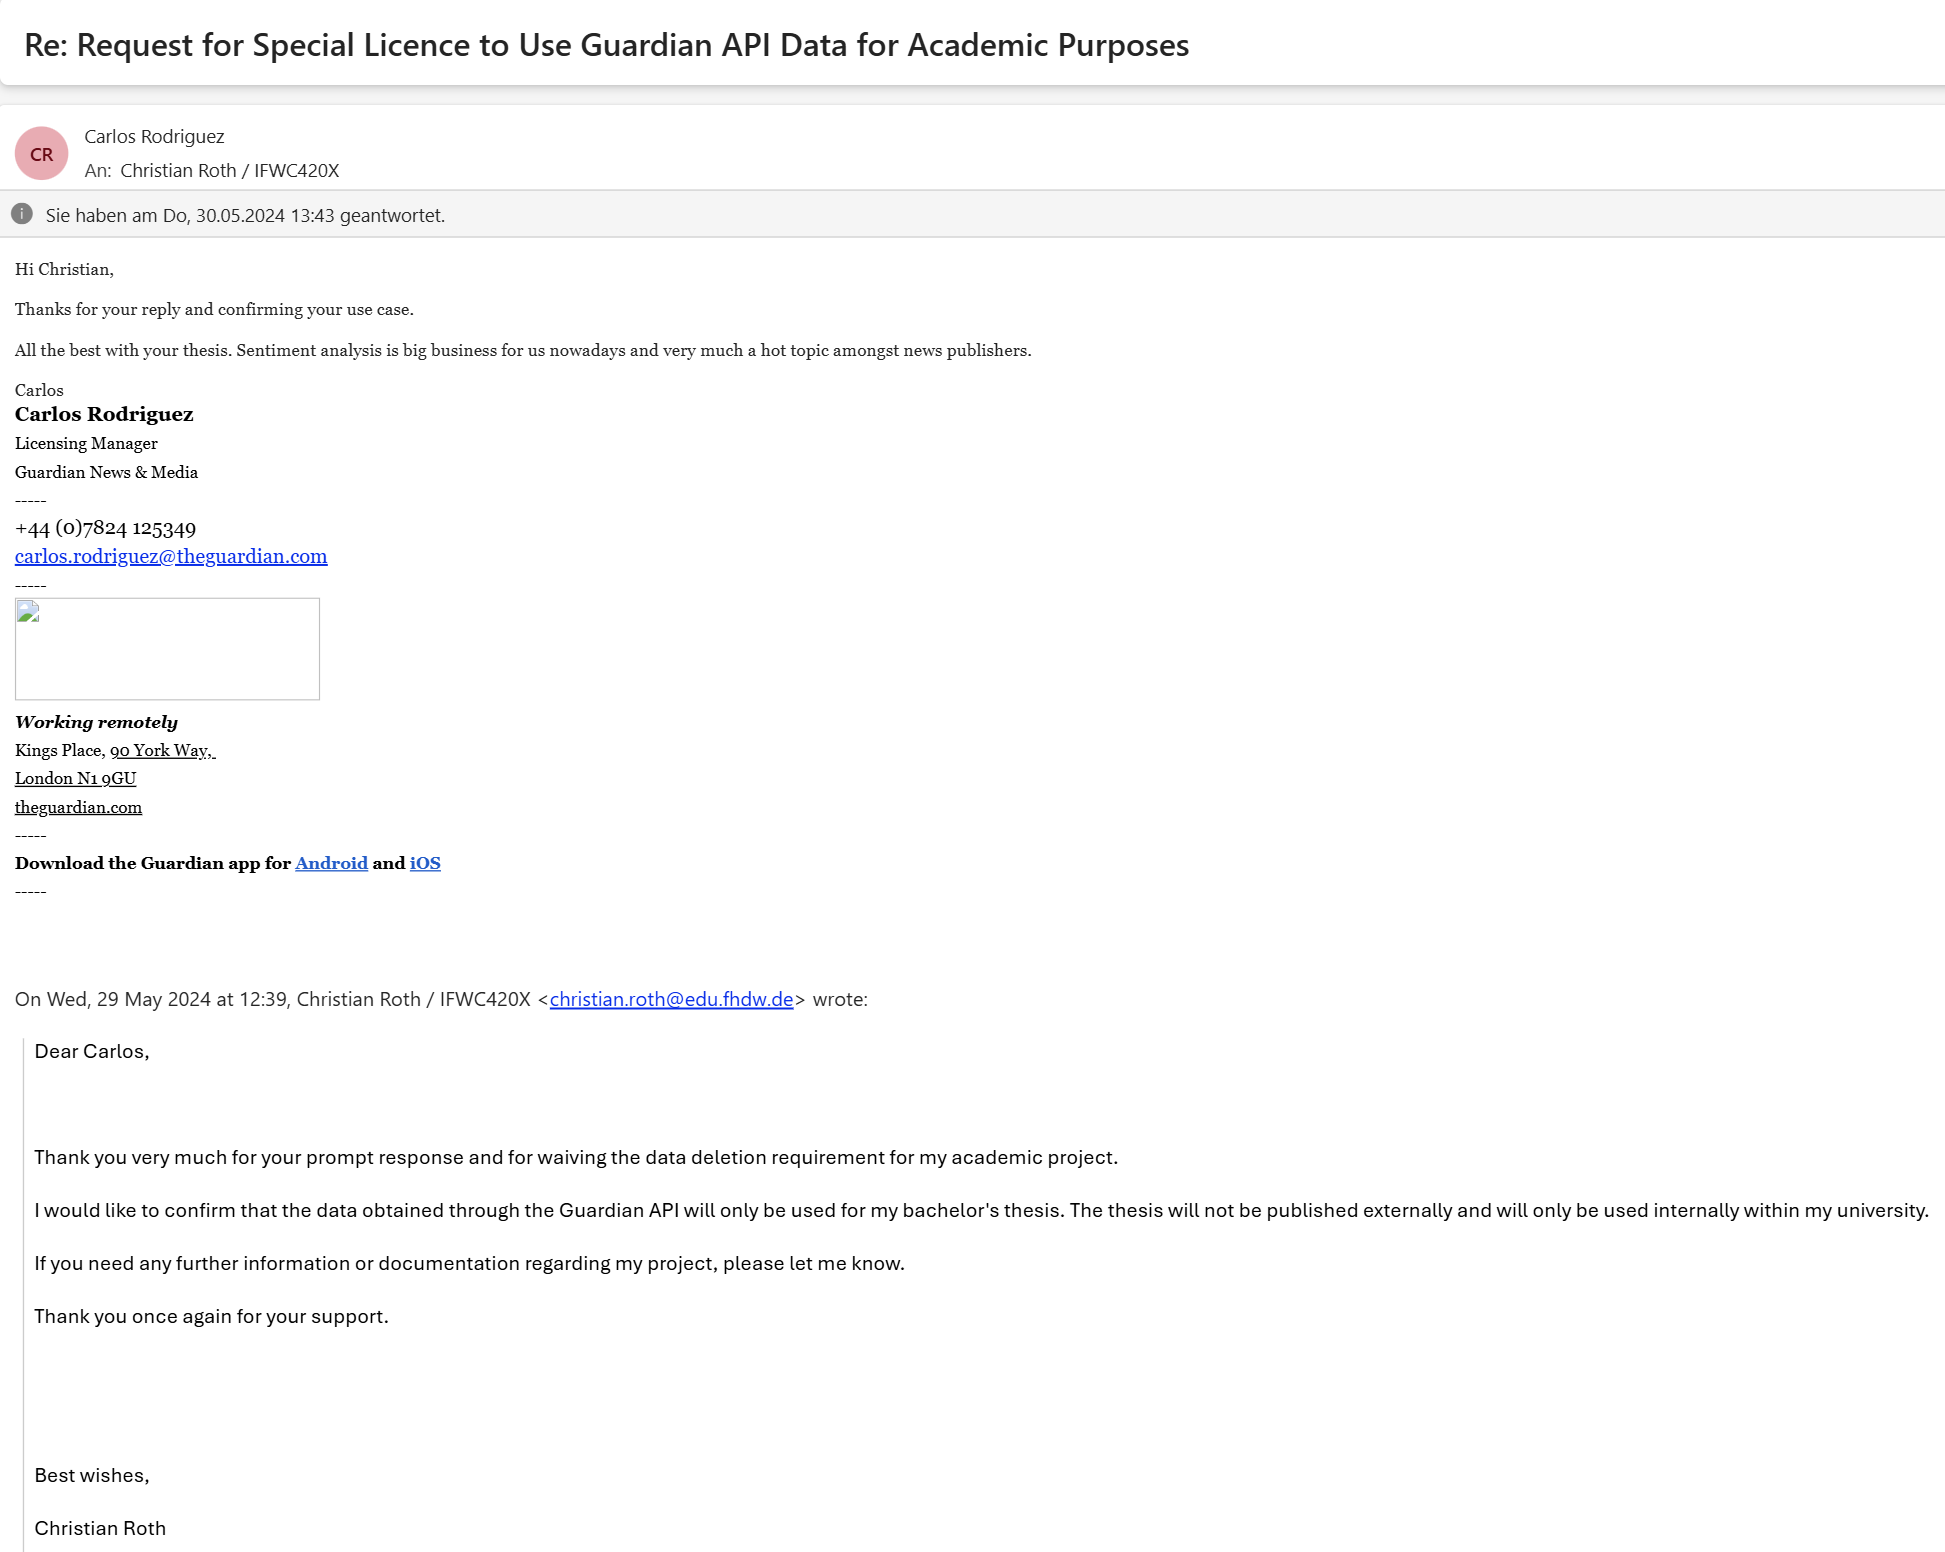 Re: Request for Special Licence to Use Guardian API Data for Academic Purposes
CR
Carlos Rodriguez
An: Christian Roth / IFWC420X
i
Sie haben am Do, 30.05.2024 13:43 geantwortet.
Hi Christian,
Thanks for your reply and confirming your use case.
All the best with your thesis. Sentiment analysis is big business for us nowadays and very much a hot topic amongst news publishers.
Carlos
Carlos Rodriguez
Licensing Manager
Guardian News & Media
-----
+44 (0)7824 125349
carlos.rodriguez@theguardian.com
-----
Working remotely
Kings Place, 90 York Way,
London N1 9GU
theguardian.com
-----
Download the Guardian app for Android and iOS
-----
On Wed, 29 May 2024 at 12:39, Christian Roth / IFWC420X <christian.roth@edu.fhdw.de> wrote:
Dear Carlos,
Thank you very much for your prompt response and for waiving the data deletion requirement for my academic project.
I would like to confirm that the data obtained through the Guardian API will only be used for my bachelor's thesis. The thesis will not be published externally and will only be used internally within my university.
If you need any further information or documentation regarding my project, please let me know.
Thank you once again for your support.
Best wishes,
Christian Roth